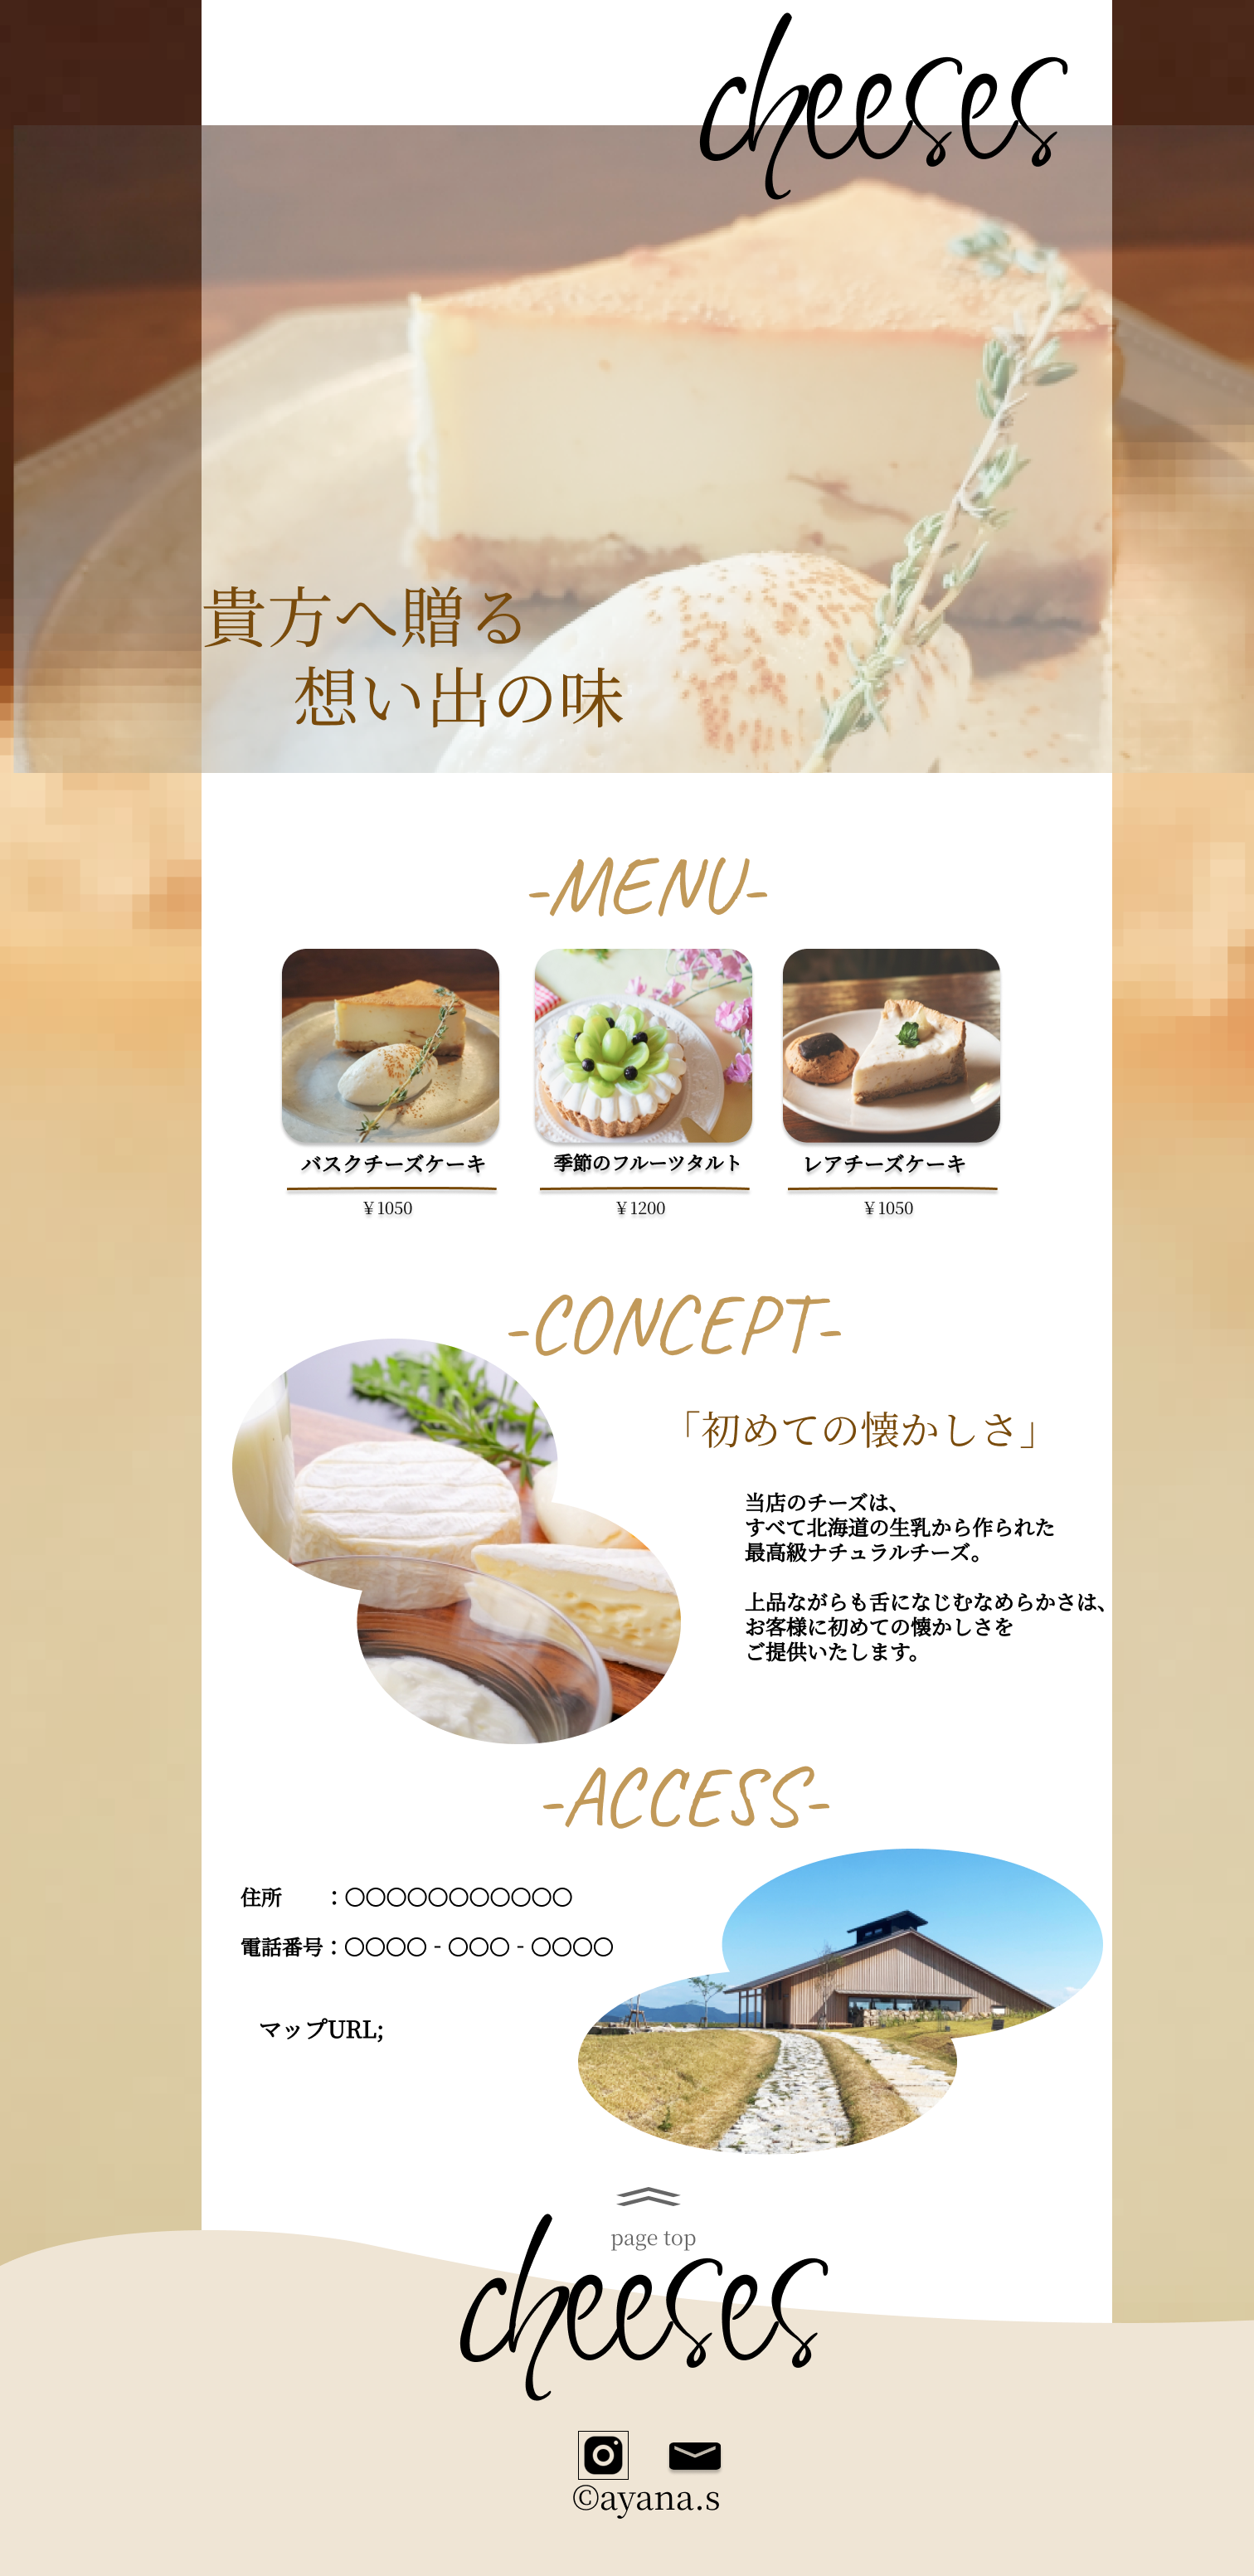 cheeses
貴方へ贈る
想い出の味
-MENU-
バスクチーズケーキ
季節のフルーツタルト
レアチーズケーキ
￥1050
￥1200
￥1050
-CONCEPT-
「初めての懐かしさ」
当店のチーズは、
すべて北海道の生乳から作られた
最高級ナチュラルチーズ。
上品ながらも舌になじむなめらかさは、
お客様に初めての懐かしさを
ご提供いたします。
-ACCESS-
住所　　：〇〇〇〇〇〇〇〇〇〇〇
電話番号：〇〇〇〇‐〇〇〇‐〇〇〇〇
マップURL;
page top
cheeses
©ayana.s